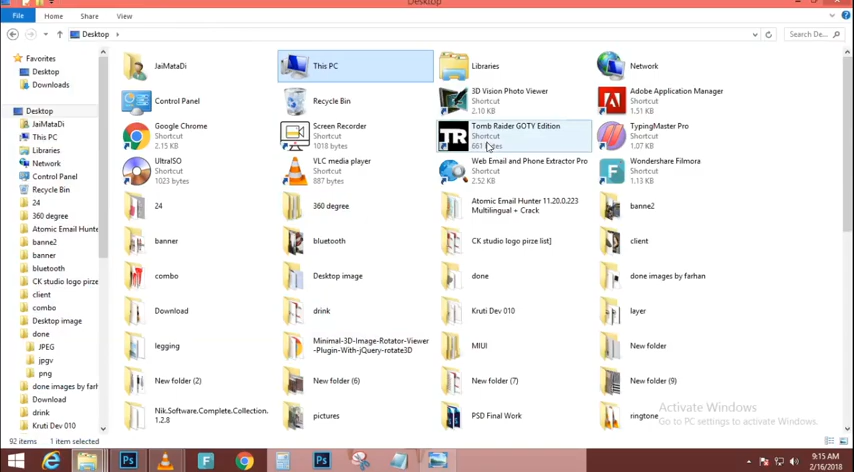 Desktop
File
Home
Share
View
Desktop
Search De...
Favorites
Desktop
Downloads
Desktop
JaiMataDi
This PC
Libraries
Network
Control Panel
Recycle Bin
24
360 degree
Atomic Email Hunte
banne2
banner
bluetooth
CK studio logo pirze
client
combo
Desktop image
done
JPEG
jpgv
png
done images by farh
Download
drink
Kruti Dev 010
JaiMataDi
This PC
Libraries
Network
Control Panel
Recycle Bin
3D Vision Photo Viewer
Shortcut
2.10 KB
Adobe Application Manager
Shortcut
1.51 KB
Google Chrome
Shortcut
2.15 KB
Screen Recorder
Shortcut
1018 bytes
Tomb Raider GOTY Edition
Shortcut
661 bytes
TypingMaster Pro
Shortcut
1.07 KB
UltraISO
Shortcut
1023 bytes
VLC media player
Shortcut
887 bytes
Web Email and Phone Extractor Pro
Shortcut
2.52 KB
Wondershare Filmora
Shortcut
1.13 KB
24
360 degree
Atomic Email Hunter 11.20.0.223
Multilingual + Crack
banne2
banner
bluetooth
CK studio logo pirze list]
client
combo
Desktop image
done
done images by farhan
Download
drink
Kruti Dev 010
layer
legging
Minimal-3D-Image-Rotator-Viewer
-Plugin-With-jQuery-rotate3D
MIUI
New folder
New folder (2)
New folder (6)
New folder (7)
New folder (9)
Nik.Software.Complete.Collection.
1.2.8
pictures
PSD Final Work
ringtone
Activate Windows
Go to PC settings to activate Windows.
92 items
1 item selected
9:15 AM
2/16/2018